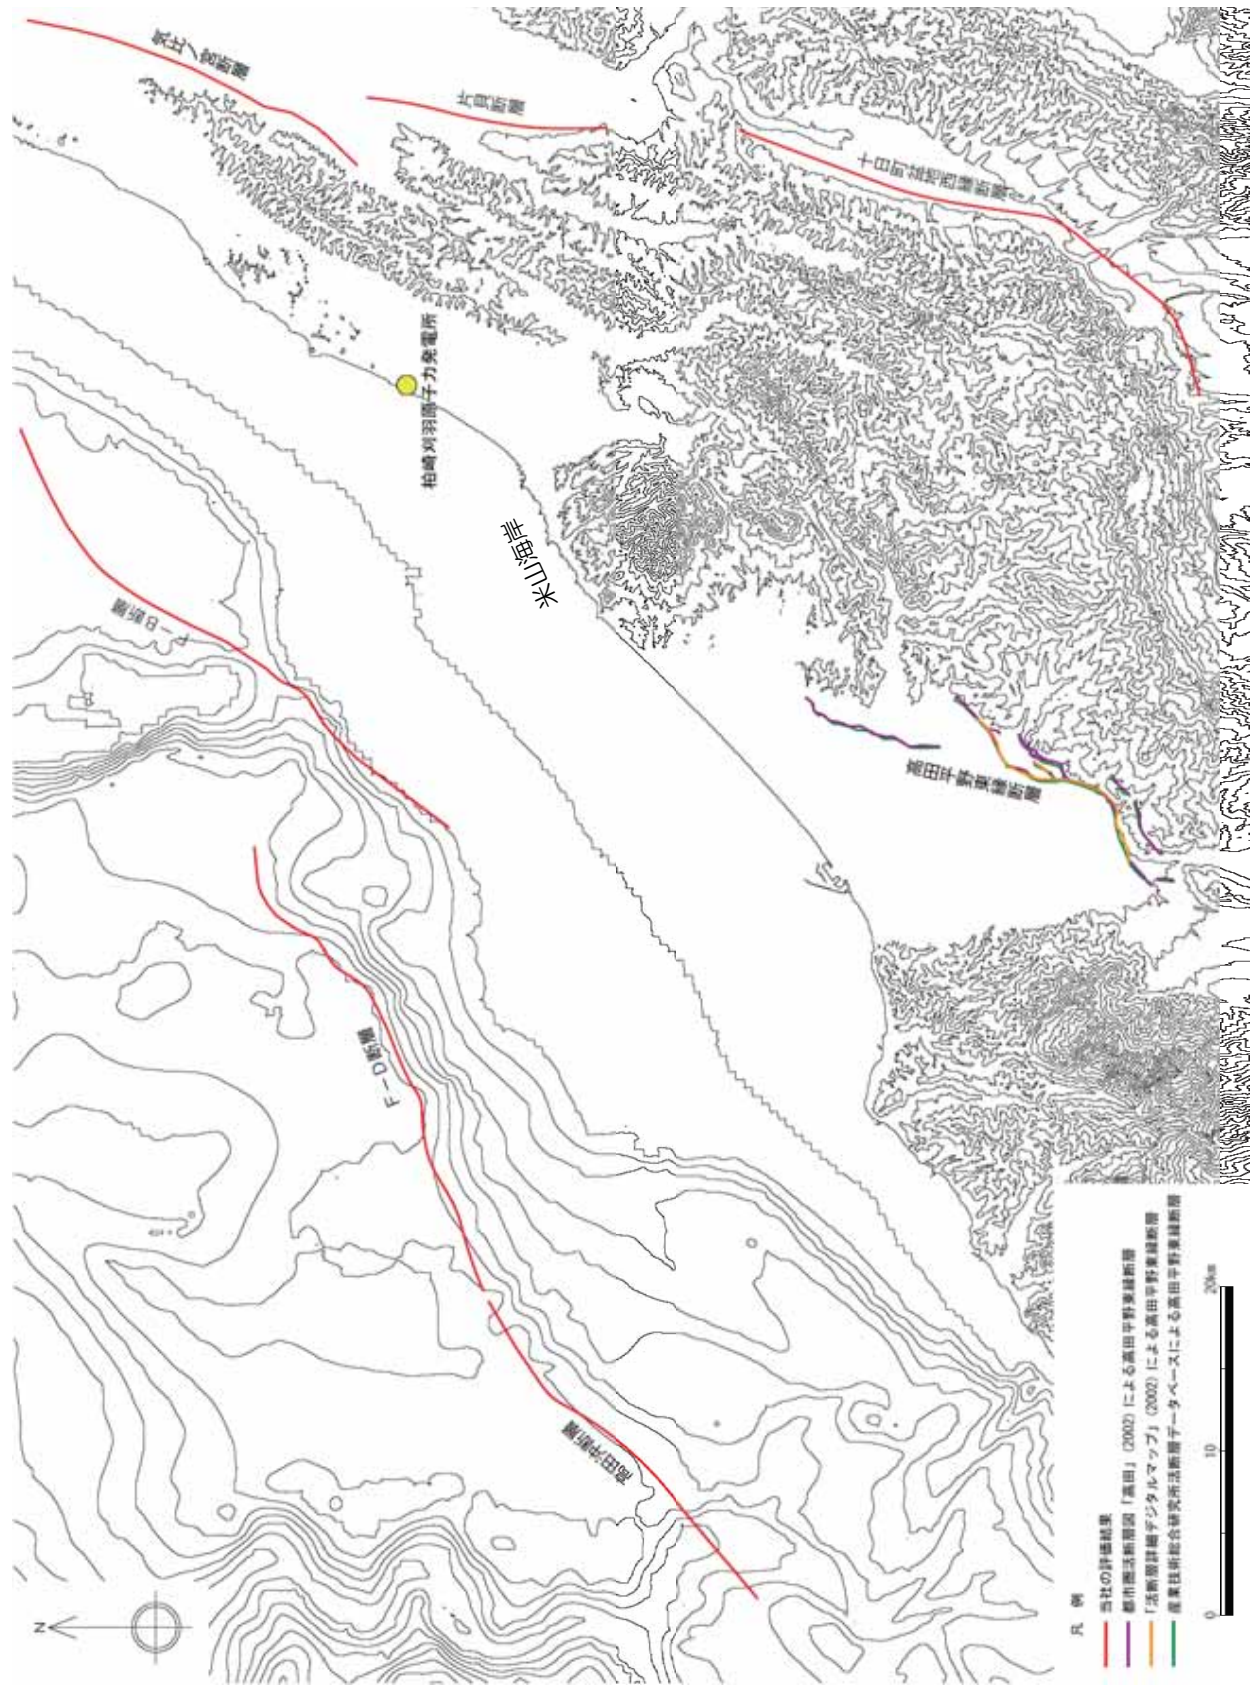 気比ノ宮断層
片貝断層
十日町盆地西縁断層
柏崎刈羽原子力発電所
米山海岸
F－B断層
高田平野東縁断層
F－D断層
高田沖断層
N
凡　例
当社の評価結果
都市圏活断層図「高田」(2002)による高田平野東縁断層
「活断層詳細デジタルマップ」(2002)による高田平野東縁断層
産業技術総合研究所活断層データベースによる高田平野東縁断層
0
10
20km